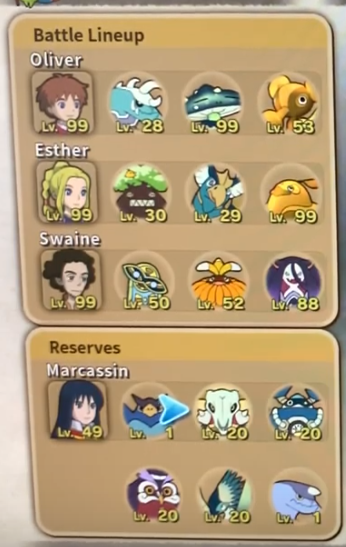 Battle Lineup
Oliver
Lv. 99 Lv. 28 Lv. 99 Lv. 53
Esther
Lv. 99 Lv. 30 Lv. 29 Lv. 99
Swaine
Lv. 99 Lv. 50 Lv. 52 Lv. 88
Reserves
Marcassin
Lv. 49 Lv. 1 Lv. 20 Lv. 20
Lv. 20 Lv. 20 Lv. 1